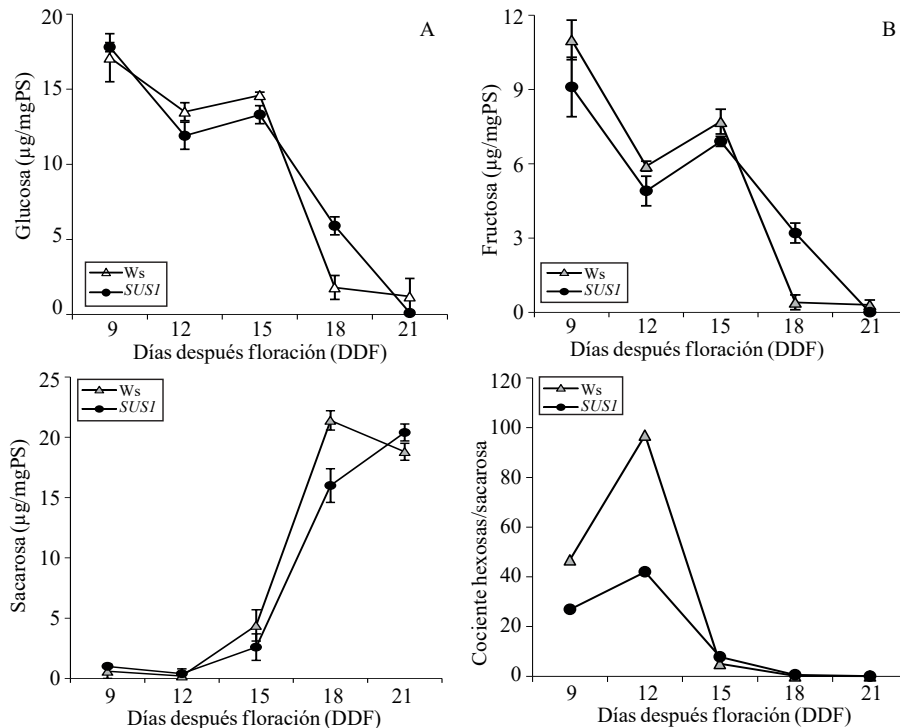 A
Glucosa (µg/mgPS)
20
15
10
5
0
Ws
SUS1
9 12 15 18 21
Días después floración (DDF)
B
Fructosa (µg/mgPS)
12
9
6
3
0
Ws
SUS1
9 12 15 18 21
Días después floración (DDF)
Sacarosa (µg/mgPS)
25
20
15
10
5
0
Ws
SUS1
9 12 15 18 21
Días después floración (DDF)
Cociente hexosas/sacarosa
120
100
80
60
40
20
0
Ws
SUS1
9 12 15 18 21
Días después floración (DDF)